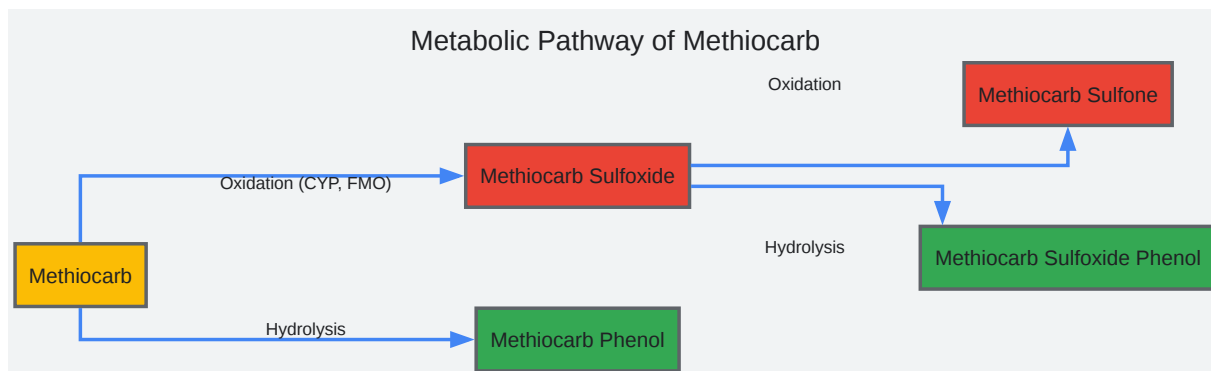 Metabolic Pathway of Methiocarb
Oxidation
Methiocarb Sulfone
Oxidation (CYP, FMO)
Methiocarb Sulfoxide
Hydrolysis
Methiocarb Sulfoxide Phenol
Methiocarb
Hydrolysis
Methiocarb Phenol